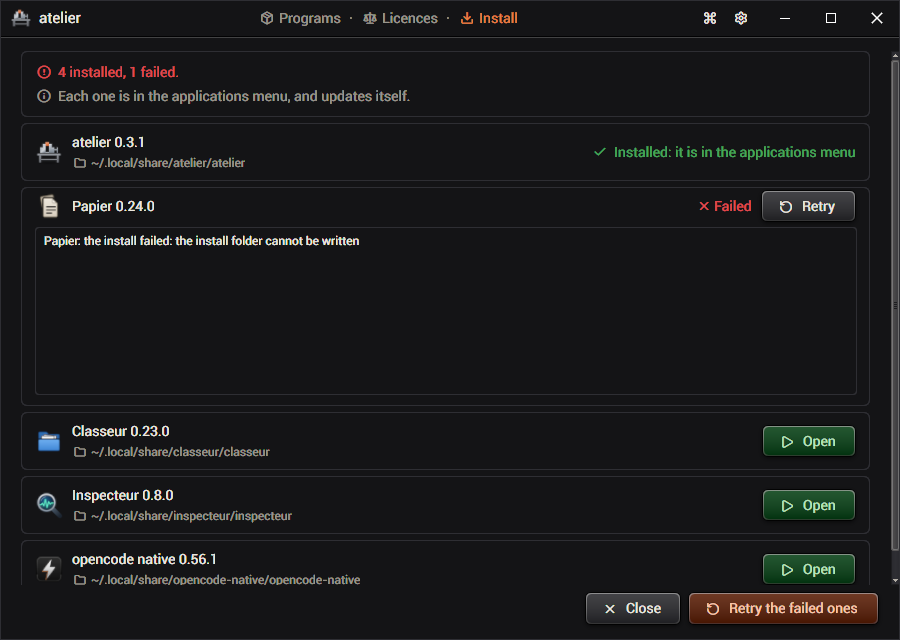 atelier
Programs · Licences · Install
4 installed, 1 failed.
Each one is in the applications menu, and updates itself.
atelier 0.3.1
~/.local/share/atelier/atelier
Installed: it is in the applications menu
Papier 0.24.0
Failed
Retry
Papier: the install failed: the install folder cannot be written
Classeur 0.23.0
~/.local/share/classeur/classeur
Open
Inspecteur 0.8.0
~/.local/share/inspecteur/inspecteur
Open
opencode native 0.56.1
~/.local/share/opencode-native/opencode-native
Open
Close
Retry the failed ones